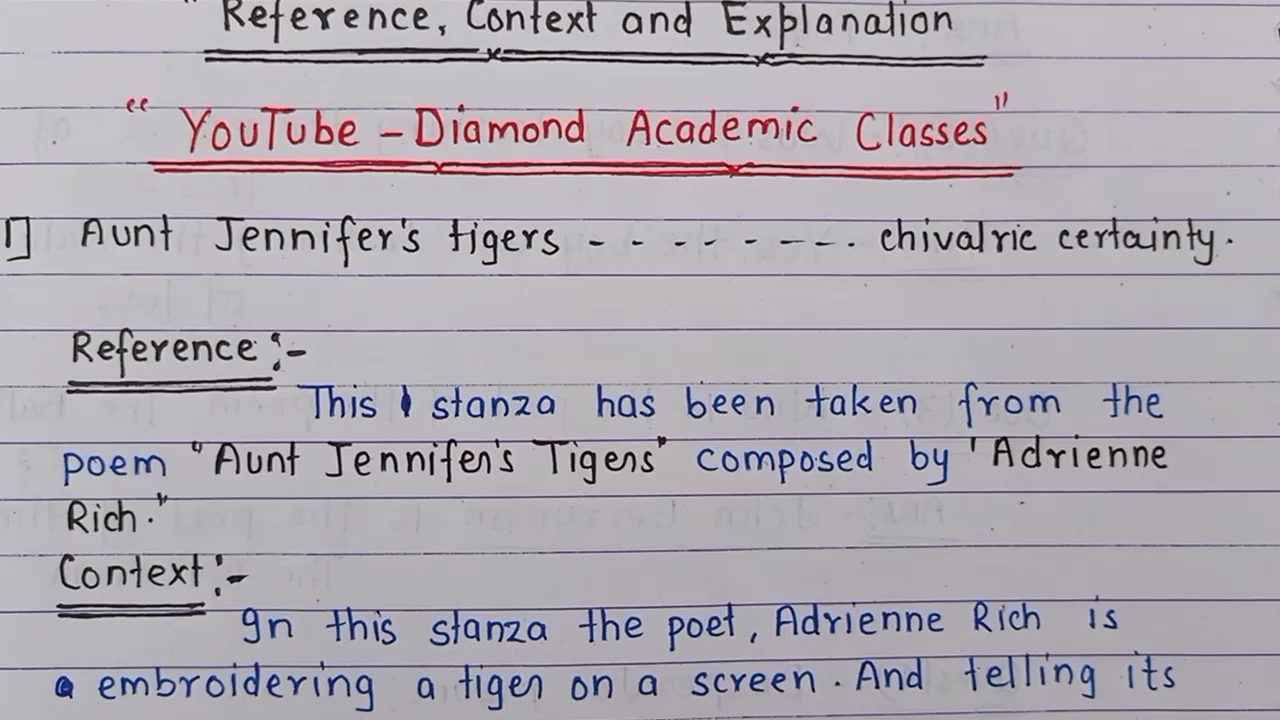 " Reference, Context and Explanation
" YouTube - Diamond Academic Classes "
1] Aunt Jennifer's tigers - - - - - - - - . chivalric certainty.
Reference :-
This stanza has been taken from the
poem "Aunt Jennifer's Tigers" composed by 'Adrienne
Rich."
Context :-
In this stanza the poet, Adrienne Rich is
embroidering a tiger on a screen. And telling its